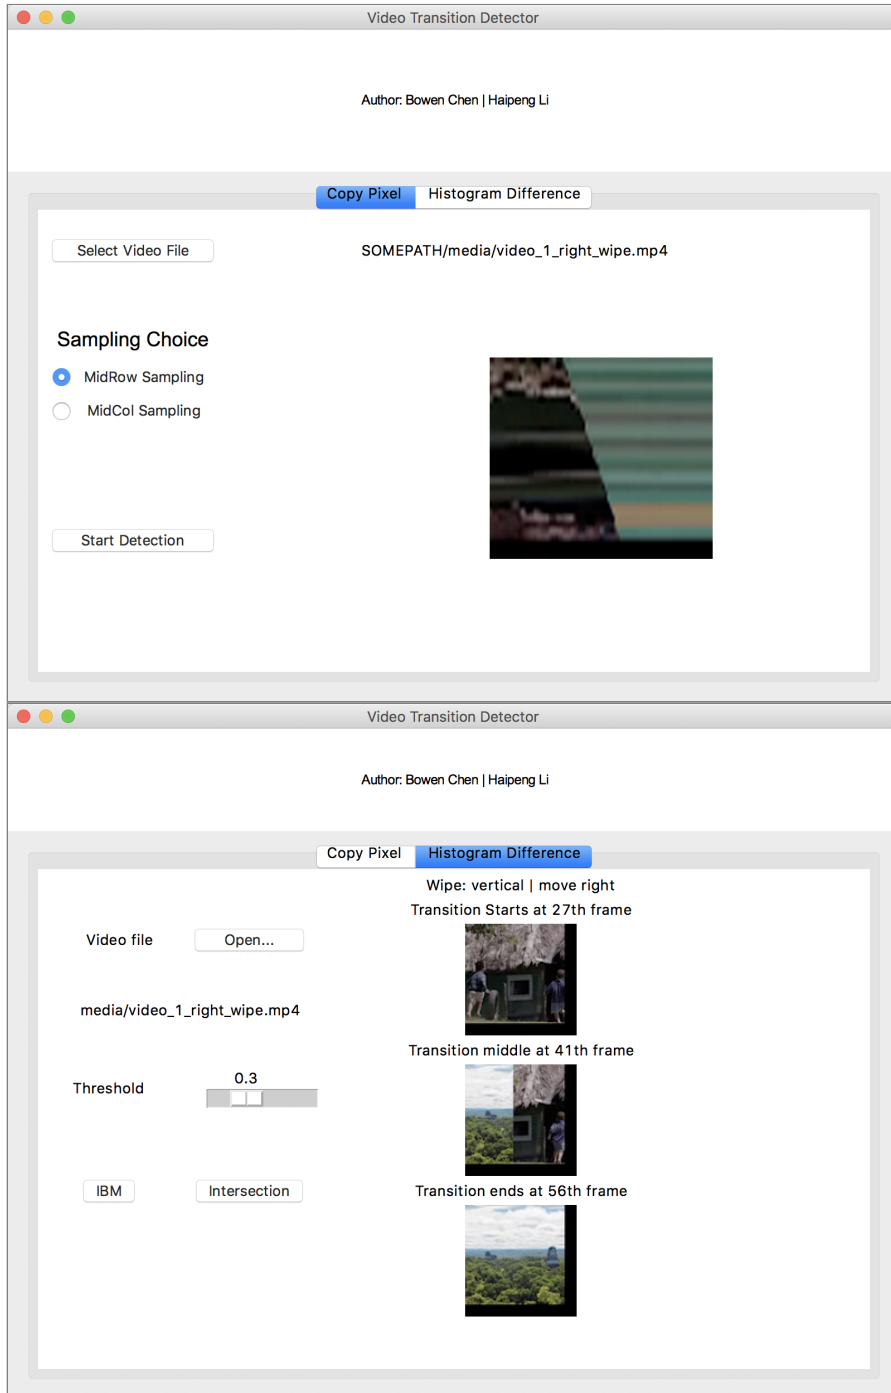 Video Transition Detector
Author: Bowen Chen | Haipeng Li
Copy Pixel Histogram Difference
Select Video File SOMEPATH/media/video_1_right_wipe.mp4
Sampling Choice
MidRow Sampling
MidCol Sampling
Start Detection
Video Transition Detector
Author: Bowen Chen | Haipeng Li
Copy Pixel Histogram Difference
Wipe: vertical | move right
Transition Starts at 27th frame
Video file Open...
media/video_1_right_wipe.mp4
Transition middle at 41th frame
Threshold 0.3
IBM Intersection Transition ends at 56th frame